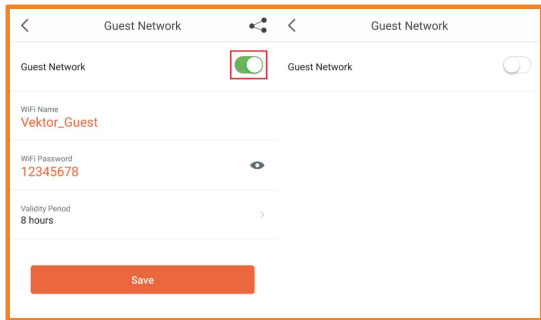 Guest Network
Guest Network
WiFi Name
Vektor_Guest
WiFi Password
12345678
Validity Period
8 hours
Save
Guest Network
Guest Network